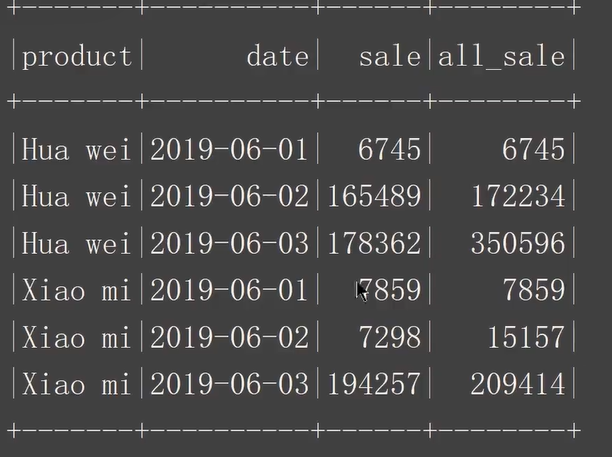 +-------+----------+------+--------+
|product|      date|  sale|all_sale|
+-------+----------+------+--------+
|Hua wei|2019-06-01|  6745|    6745|
|Hua wei|2019-06-02|165489|  172234|
|Hua wei|2019-06-03|178362|  350596|
|Xiao mi|2019-06-01|  7859|    7859|
|Xiao mi|2019-06-02|  7298|   15157|
|Xiao mi|2019-06-03|194257|  209414|
+-------+----------+------+--------+